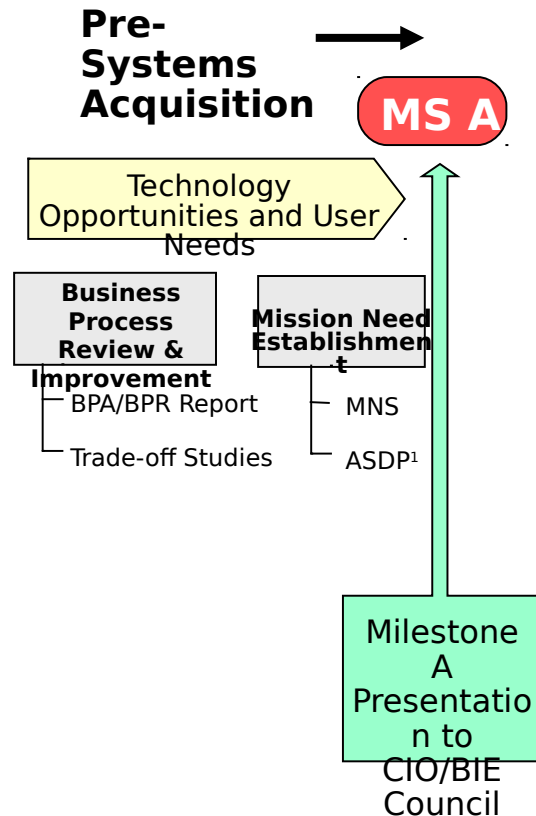 Pre-
Systems
Acquisition
MS A
Technology
Opportunities and User
Needs
Business
Process
Review &
Improvement
BPA/BPR Report
Trade-off Studies
Mission Need
Establishmen
t
MNS
ASDP¹
Milestone
A
Presentatio
n to
CIO/BIE
Council